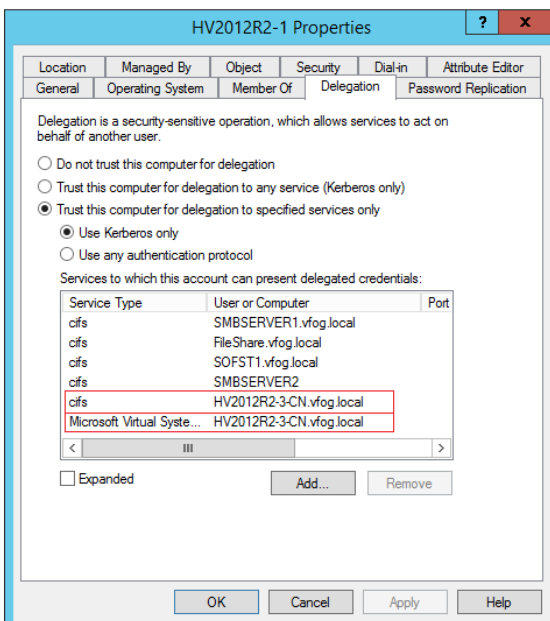 HV2012R2-1 Properties
? x
Location Managed By Object Security Dial-in Attribute Editor
General Operating System Member Of Delegation Password Replication
Delegation is a security-sensitive operation, which allows services to act on
behalf of another user.
Do not trust this computer for delegation
Trust this computer for delegation to any service (Kerberos only)
Trust this computer for delegation to specified services only
Use Kerberos only
Use any authentication protocol
Services to which this account can present delegated credentials:
Service Type User or Computer Port
cifs SMBSERVER1.vfog.local
cifs FileShare.vfog.local
cifs SOFST1.vfog.local
cifs SMBSERVER2
cifs HV2012R2-3-CN.vfog.local
Microsoft Virtual Syste... HV2012R2-3-CN.vfog.local
Expanded Add... Remove
OK Cancel Apply Help